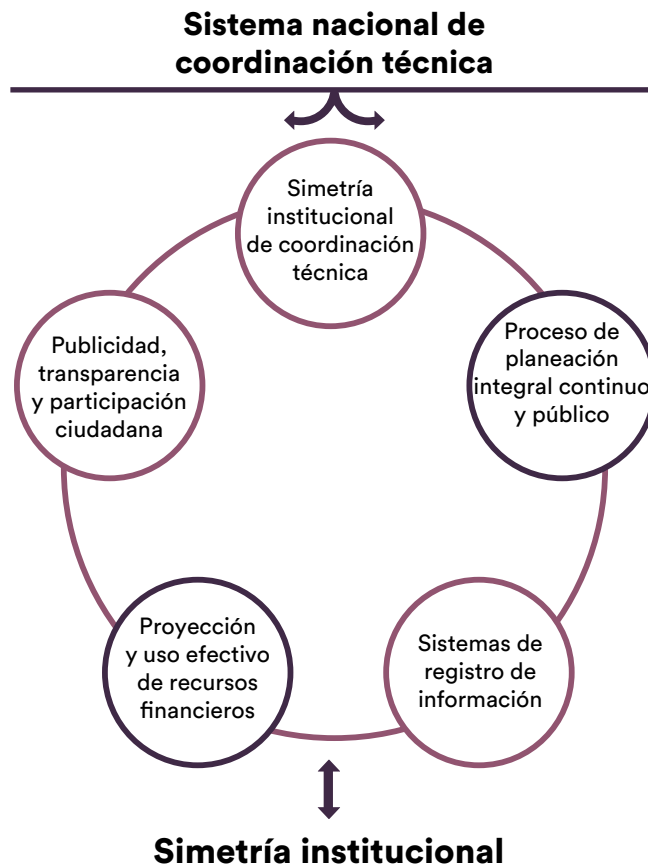 Sistema nacional de
coordinación técnica
Simetría
institucional
de coordinación
técnica
Proceso de
planeación
integral continuo
y público
Sistemas de
registro de
información
Proyección
y uso efectivo
de recursos
financieros
Publicidad,
transparencia
y participación
ciudadana
Simetría institucional